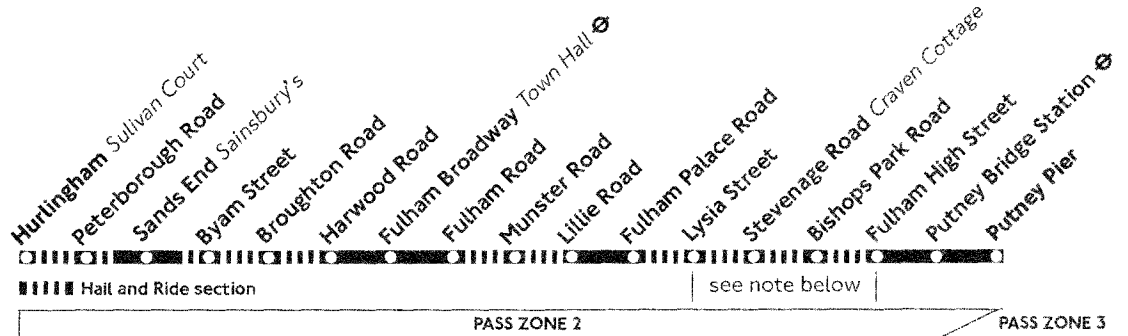 Hurlingham Sullivan Court
Peterborough Road
Sands End Sainsbury's
Byam Street
Broughton Road
Harwood Road
Fulham Broadway Town Hall
Fulham Road
Munster Road
Lillie Road
Fulham Palace Road
Lysia Street
Stevenage Road Craven Cottage
Bishops Park Road
Fulham High Street
Putney Bridge Station
Putney Pier
Hail and Ride section
see note below
PASS ZONE 2
PASS ZONE 3